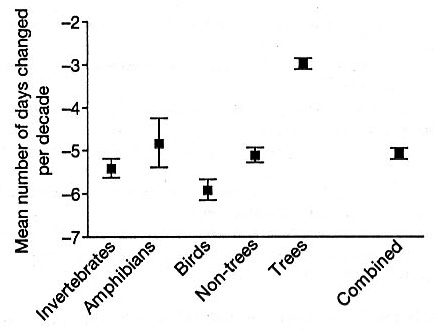 Mean number of days changed
per decade
−2
−3
−4
−5
−6
−7
Invertebrates
Amphibians
Birds
Non-trees
Trees
Combined